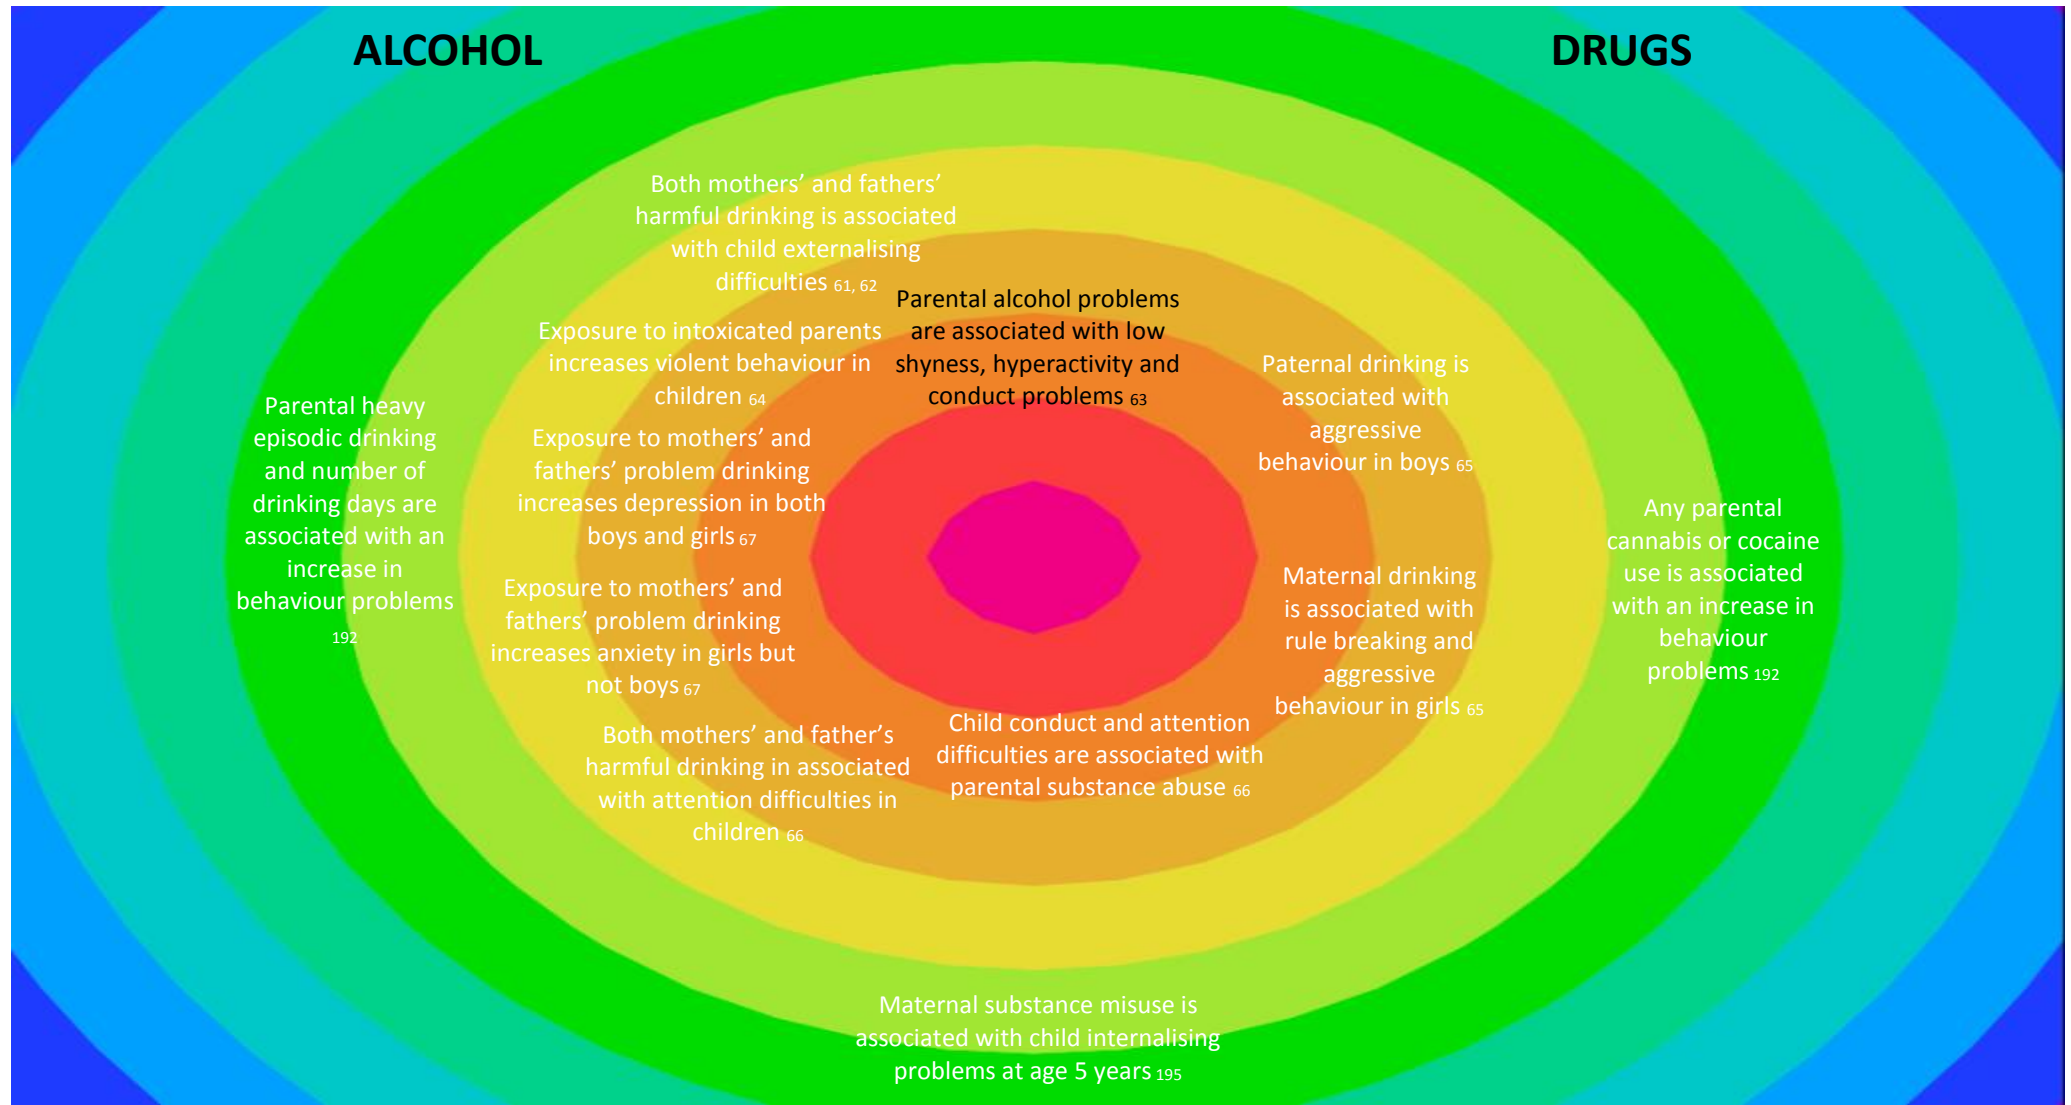 ALCOHOL
DRUGS
Both mothers’ and fathers’
harmful drinking is associated
with child externalising
difficulties 61, 62
Parental alcohol problems
are associated with low
shyness, hyperactivity and
conduct problems 63
Exposure to intoxicated parents
increases violent behaviour in
children 64
Paternal drinking is
associated with
aggressive
behaviour in boys 65
Parental heavy
episodic drinking
and number of
drinking days are
associated with an
increase in
behaviour problems
192
Exposure to mothers’ and
fathers’ problem drinking
increases depression in both
boys and girls 67
Any parental
cannabis or cocaine
use is associated
with an increase in
behaviour
problems 192
Exposure to mothers’ and
fathers’ problem drinking
increases anxiety in girls but
not boys 67
Maternal drinking
is associated with
rule breaking and
aggressive
behaviour in girls 65
Both mothers’ and father’s
harmful drinking in associated
with attention difficulties in
children 66
Child conduct and attention
difficulties are associated with
parental substance abuse 66
Maternal substance misuse is
associated with child internalising
problems at age 5 years 195